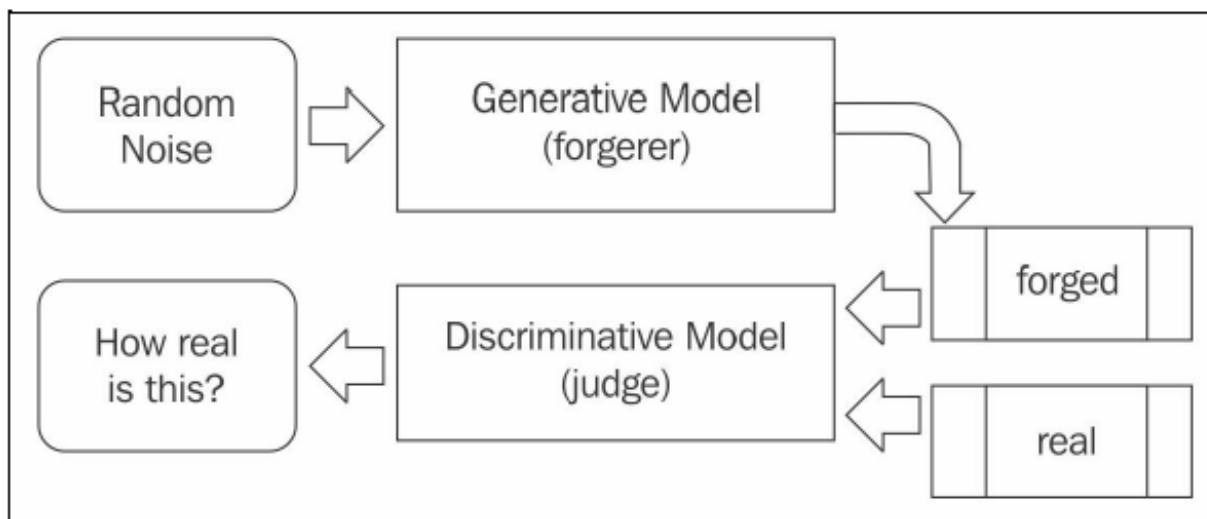 Random
Noise
Generative Model
(forgerer)
forged
How real
is this?
Discriminative Model
(judge)
real